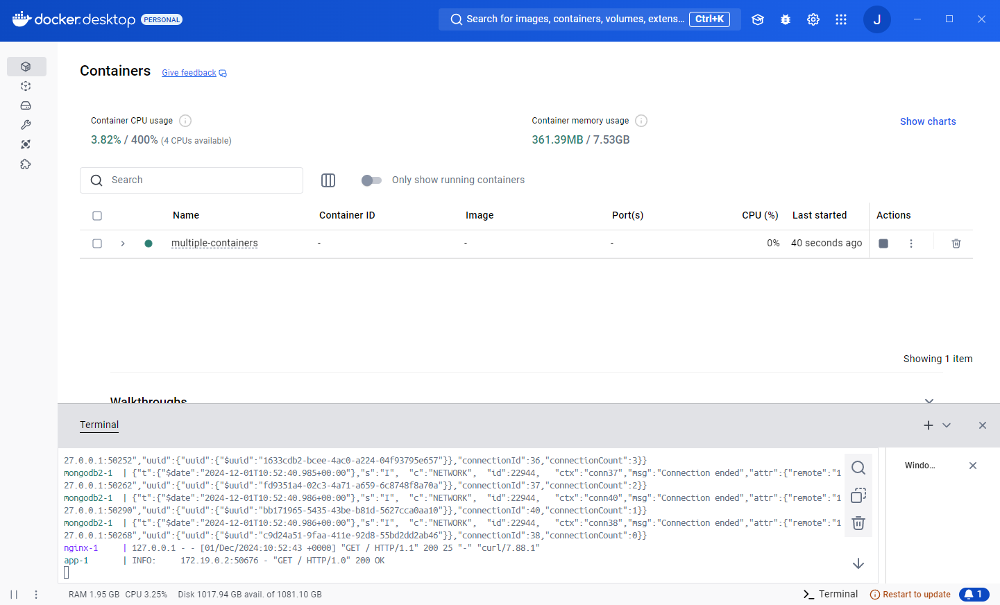 docker.desktop PERSONAL
Search for images, containers, volumes, extens... Ctrl+K
J
Containers Give feedback
Container CPU usage
3.82% / 400% (4 CPUs available)
Container memory usage
361.39MB / 7.53GB
Show charts
Search
Only show running containers
Name Container ID Image Port(s) CPU (%) Last started Actions
multiple-containers - - - 0% 40 seconds ago
Showing 1 item
Walkthroughs
Terminal
27.0.0.1:50252","uuid":{"uuid":{"$uuid":"1633cdb2-bcee-4ac0-a224-04f93795e657"}},"connectionId":36,"connectionCount":3}}
mongodb2-1 | {"t":{"$date":"2024-12-01T10:52:40.985+00:00"},"s":"I", "c":"NETWORK", "id":22944, "ctx":"conn37","msg":"Connection ended","attr":{"remote":"1
27.0.0.1:50262","uuid":{"uuid":{"$uuid":"fd9351a4-02c3-4a71-a659-6c8748f8a70a"}},"connectionId":37,"connectionCount":2}}
mongodb2-1 | {"t":{"$date":"2024-12-01T10:52:40.986+00:00"},"s":"I", "c":"NETWORK", "id":22944, "ctx":"conn40","msg":"Connection ended","attr":{"remote":"1
27.0.0.1:50290","uuid":{"uuid":{"$uuid":"bb171965-5435-43be-b81d-5627cca0aa10"}},"connectionId":40,"connectionCount":1}}
mongodb2-1 | {"t":{"$date":"2024-12-01T10:52:40.986+00:00"},"s":"I", "c":"NETWORK", "id":22944, "ctx":"conn38","msg":"Connection ended","attr":{"remote":"1
27.0.0.1:50268","uuid":{"uuid":{"$uuid":"c9d24a51-9faa-411e-92d8-55bd2dd2ab46"}},"connectionId":38,"connectionCount":0}}
nginx-1 | 127.0.0.1 - - [01/Dec/2024:10:52:43 +0000] "GET / HTTP/1.1" 200 25 "-" "curl/7.88.1"
app-1 | INFO: 172.19.0.2:50676 - "GET / HTTP/1.0" 200 OK
Windo...
RAM 1.95 GB CPU 3.25% Disk 1017.94 GB avail. of 1081.10 GB
Terminal Restart to update 1